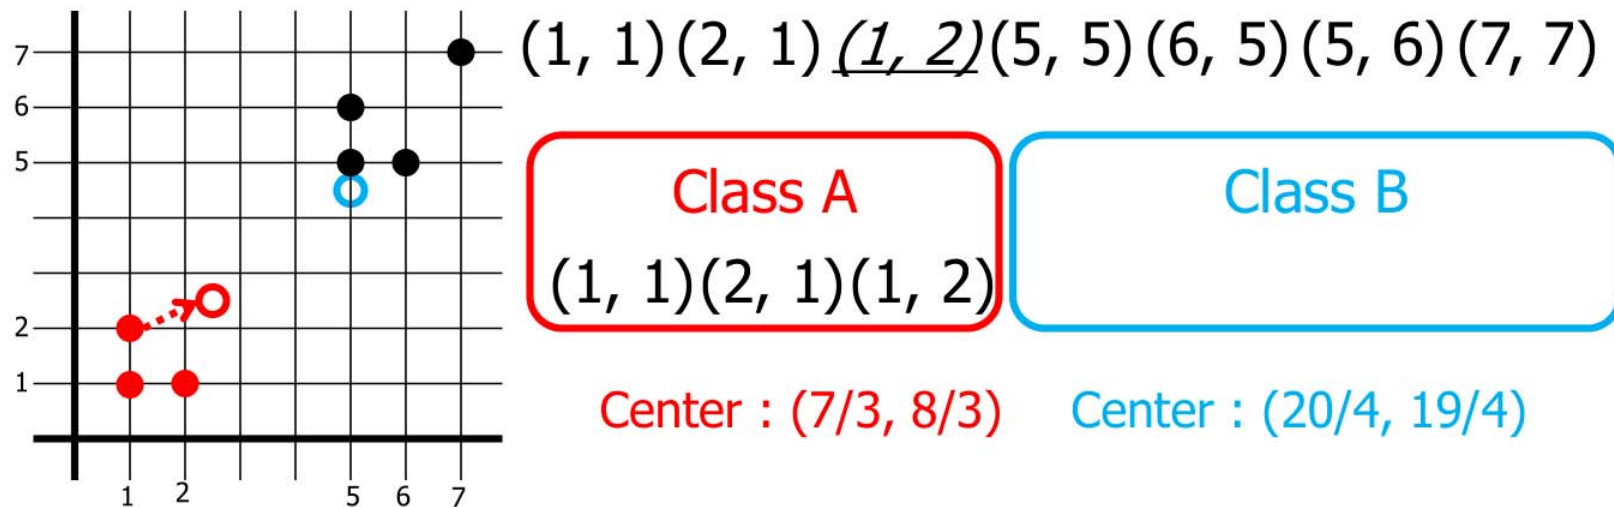 (1, 1) (2, 1) (1, 2) (5, 5) (6, 5) (5, 6) (7, 7)
7
6
5
2
1
1 2 5 6 7
Class A
(1, 1)(2, 1)(1, 2)
Center : (7/3, 8/3)
Class B
Center : (20/4, 19/4)